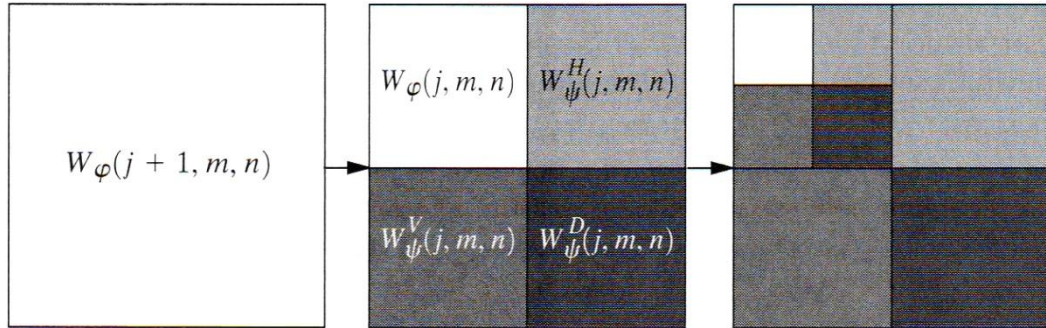 W_φ(j + 1, m, n)
W_φ(j, m, n) W_ψ^H(j, m, n)
W_ψ^V(j, m, n) W_ψ^D(j, m, n)